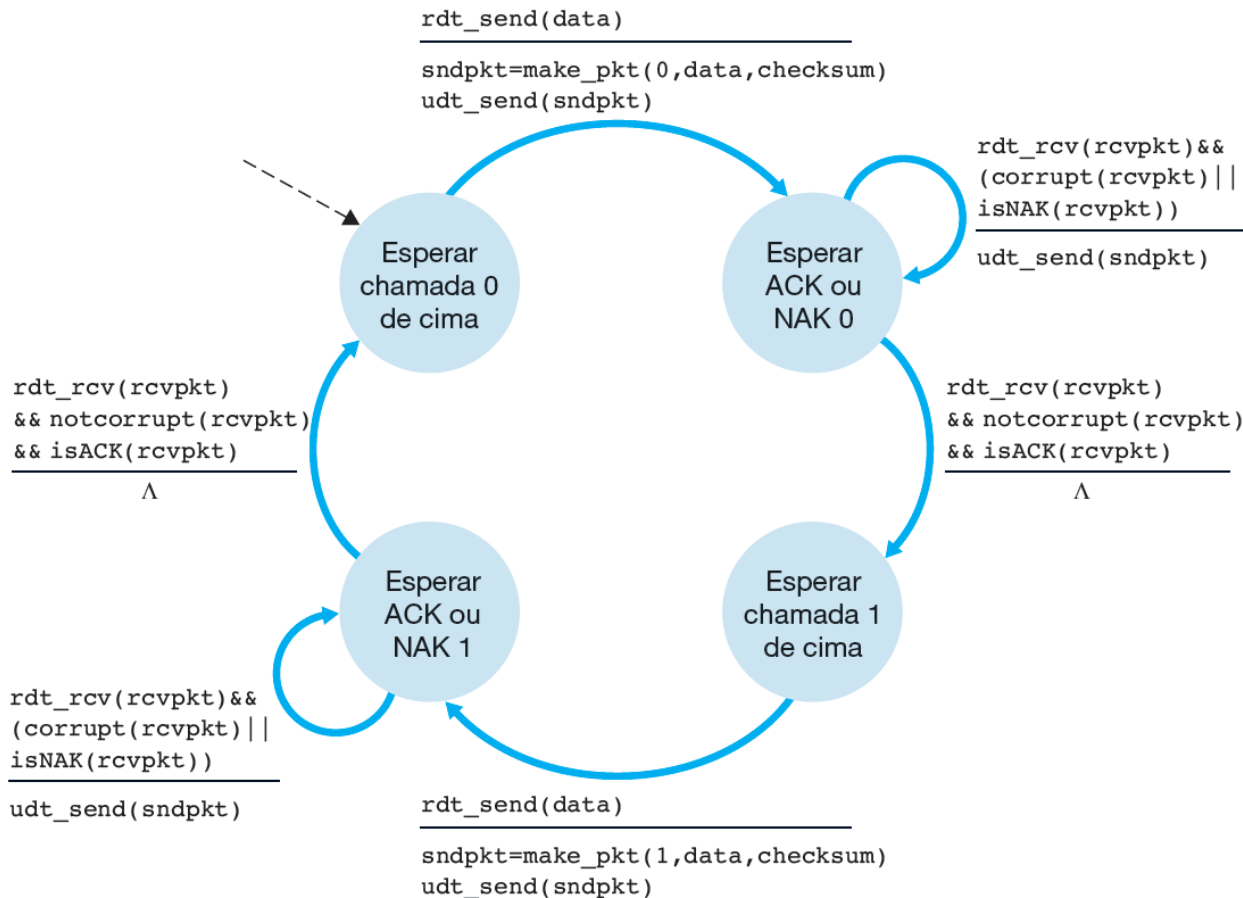 rdt_send(data)
sndpkt=make_pkt(0,data,checksum)
udt_send(sndpkt)
rdt_rcv(rcvpkt)&&
(corrupt(rcvpkt)||
isNAK(rcvpkt))
udt_send(sndpkt)
Esperar
chamada 0
de cima
Esperar
ACK ou
NAK 0
rdt_rcv(rcvpkt)
&& notcorrupt(rcvpkt)
&& isACK(rcvpkt)
Λ
rdt_rcv(rcvpkt)
&& notcorrupt(rcvpkt)
&& isACK(rcvpkt)
Λ
Esperar
ACK ou
NAK 1
Esperar
chamada 1
de cima
rdt_rcv(rcvpkt)&&
(corrupt(rcvpkt)||
isNAK(rcvpkt))
udt_send(sndpkt)
rdt_send(data)
sndpkt=make_pkt(1,data,checksum)
udt_send(sndpkt)